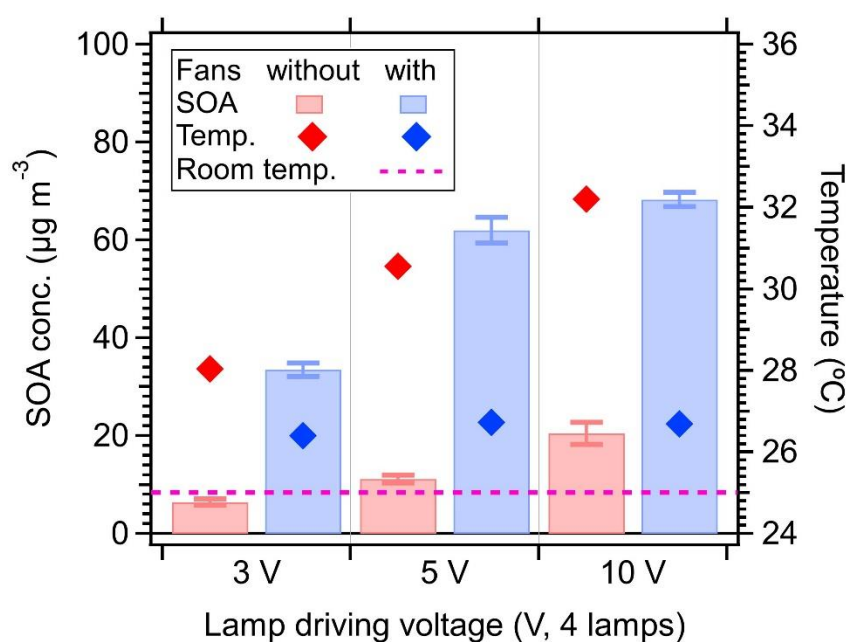 Fans without with
SOA
Temp.
Room temp.
SOA conc. (µg m⁻³)
100
80
60
40
20
0
Temperature (ºC)
36
34
32
30
28
26
24
3 V 5 V 10 V
Lamp driving voltage (V, 4 lamps)